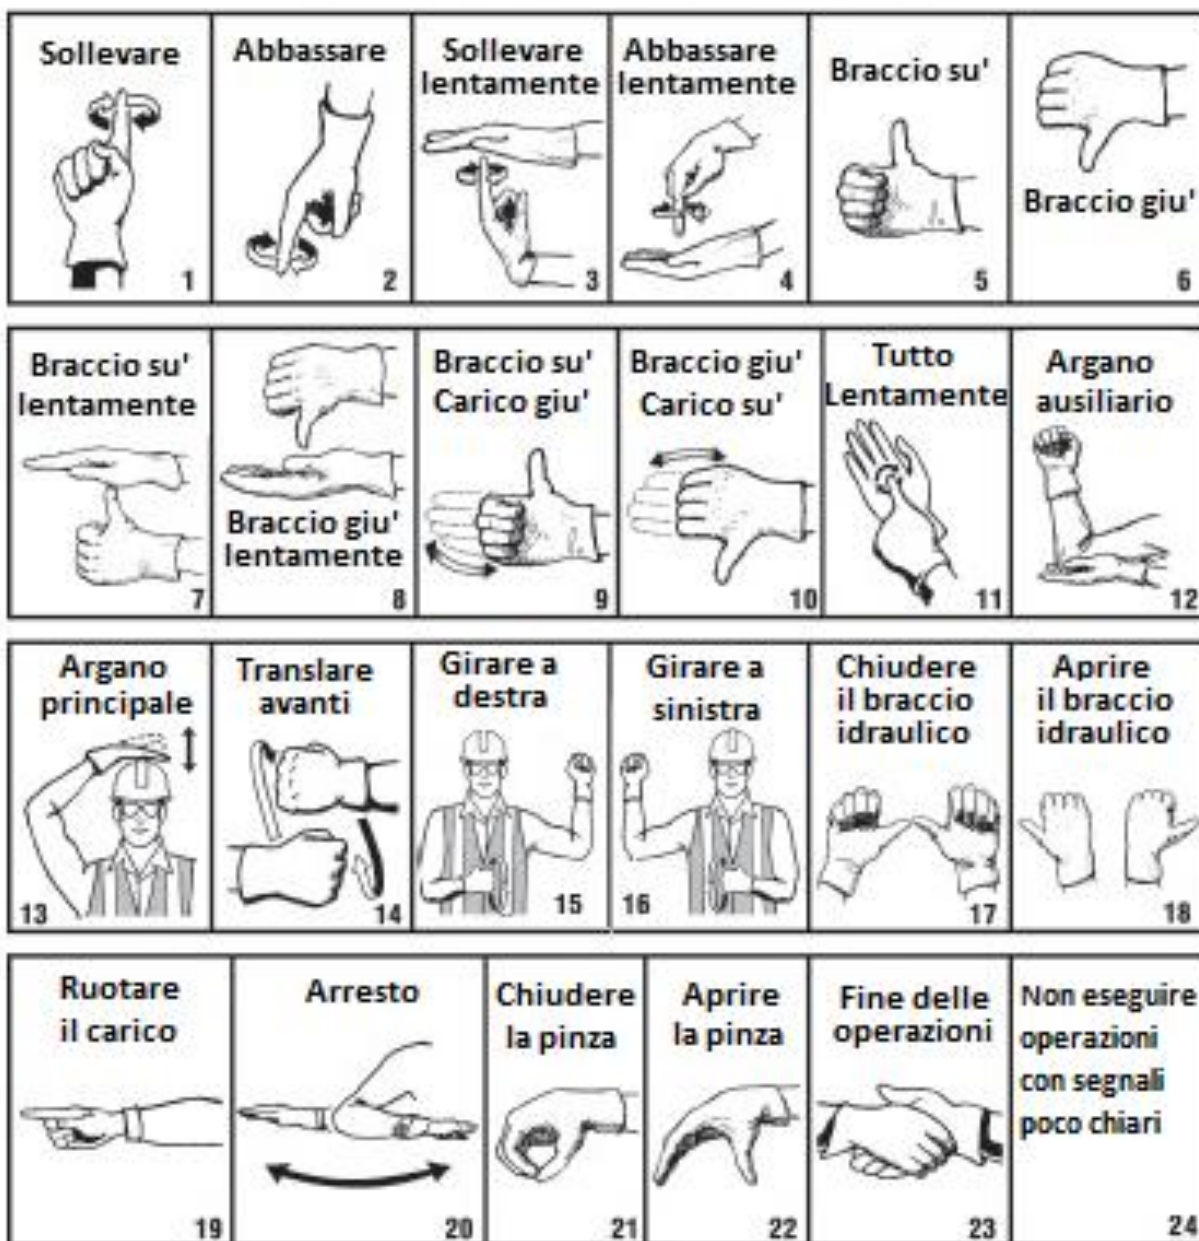 Sollevare
1
Abbassare
2
Sollevare
lentamente
3
Abbassare
lentamente
4
Braccio su'
5
Braccio giu'
6
Braccio su'
lentamente
7
Braccio giu'
lentamente
8
Braccio su'
Carico giu'
9
Braccio giu'
Carico su'
10
Tutto
Lentamente
11
Argano
ausiliario
12
Argano
principale
13
Translare
avanti
14
Girare a
destra
15
Girare a
sinistra
16
Chiudere
il braccio
idraulico
17
Aprire
il braccio
idraulico
18
Ruotare
il carico
19
Arresto
20
Chiudere
la pinza
21
Aprire
la pinza
22
Fine delle
operazioni
23
Non eseguire
operazioni
con segnali
poco chiari
24